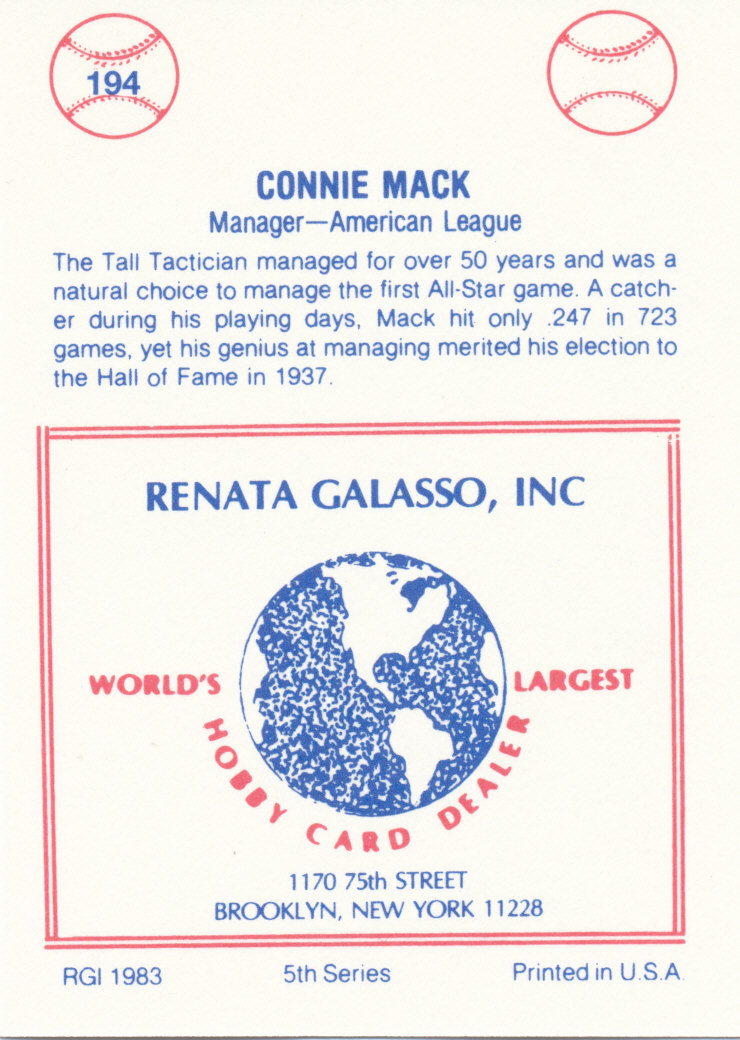 194
CONNIE MACK
Manager—American League
The Tall Tactician managed for over 50 years and was a
natural choice to manage the first All-Star game. A catch-
er during his playing days, Mack hit only .247 in 723
games, yet his genius at managing merited his election to
the Hall of Fame in 1937.
RENATA GALASSO, INC
WORLD'S LARGEST
HOBBY CARD DEALER
1170 75th STREET
BROOKLYN, NEW YORK 11228
RGI 1983 5th Series Printed in U.S.A.